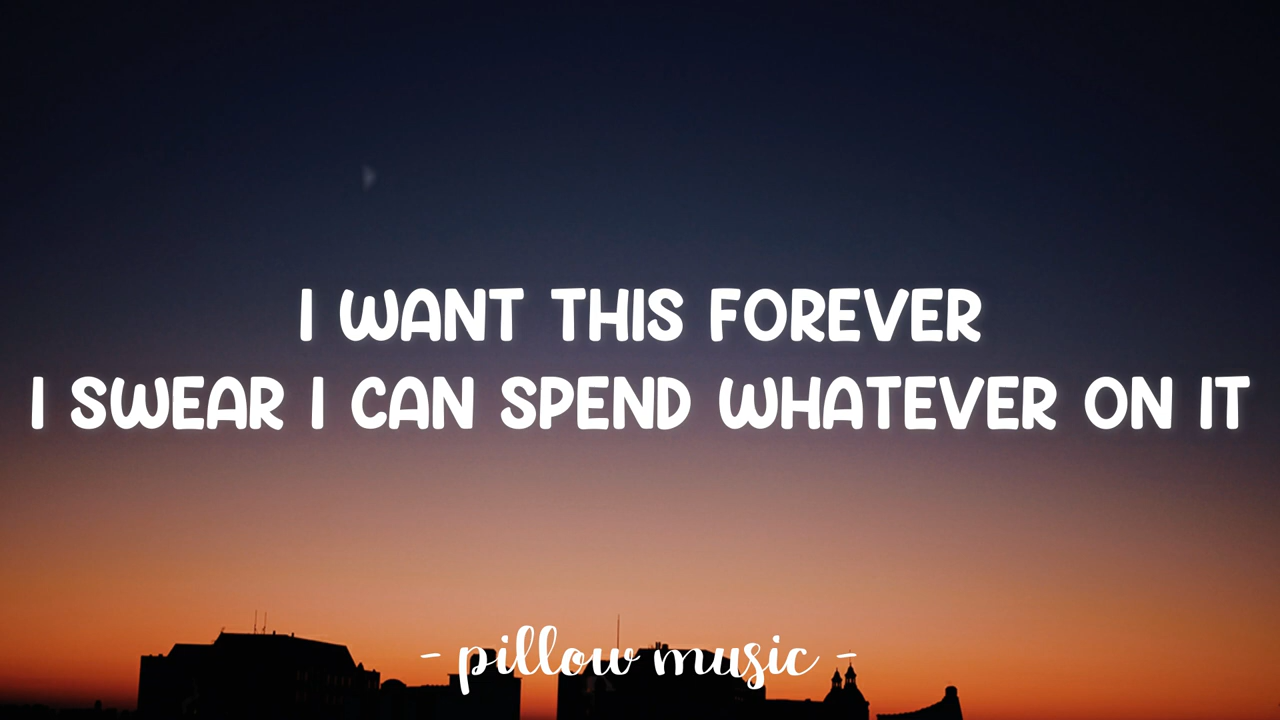 I WANT THIS FOREVER
I SWEAR I CAN SPEND WHATEVER ON IT
- pillow music -